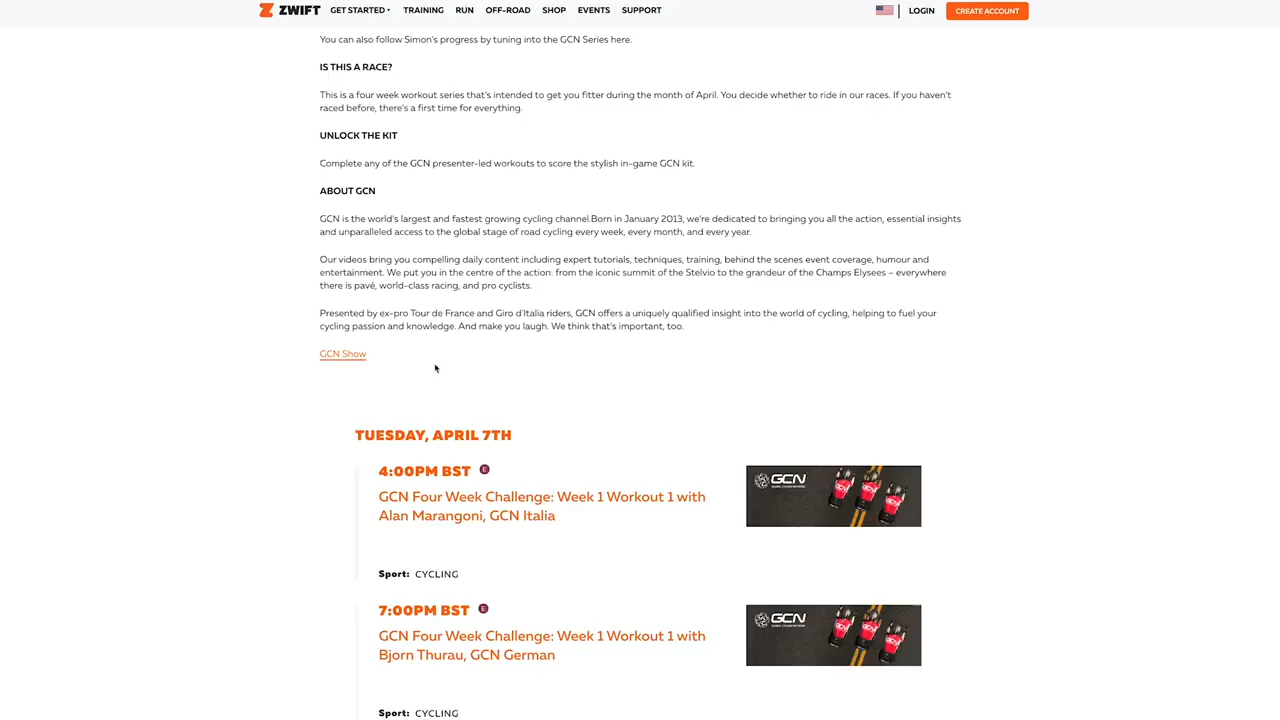 ZWIFT GET STARTED TRAINING RUN OFF-ROAD SHOP EVENTS SUPPORT LOGIN CREATE ACCOUNT
You can also follow Simon's progress by tuning into the GCN Series here.
IS THIS A RACE?
This is a four week workout series that's intended to get you fitter during the month of April. You decide whether to ride in our races. If you haven't
raced before, there's a first time for everything.
UNLOCK THE KIT
Complete any of the GCN presenter-led workouts to score the stylish in-game GCN kit.
ABOUT GCN
GCN is the world's largest and fastest growing cycling channel.Born in January 2013, we're dedicated to bringing you all the action, essential insights
and unparalleled access to the global stage of road cycling every week, every month, and every year.
Our videos bring you compelling daily content including expert tutorials, techniques, training, behind the scenes event coverage, humour and
entertainment. We put you in the centre of the action. from the iconic summit of the Stelvio to the grandeur of the Champs Elysees – everywhere
there is pavé, world-class racing, and pro cyclists.
Presented by ex-pro Tour de France and Giro d'Italia riders, GCN offers a uniquely qualified insight into the world of cycling, helping to fuel your
cycling passion and knowledge. And make you laugh. We think that's important, too.
GCN Show
TUESDAY, APRIL 7TH
4:00PM BST E
GCN Four Week Challenge: Week 1 Workout 1 with
Alan Marangoni, GCN Italia
GCN
Sport: CYCLING
7:00PM BST E
GCN Four Week Challenge: Week 1 Workout 1 with
Bjorn Thurau, GCN German
GCN
Sport: CYCLING